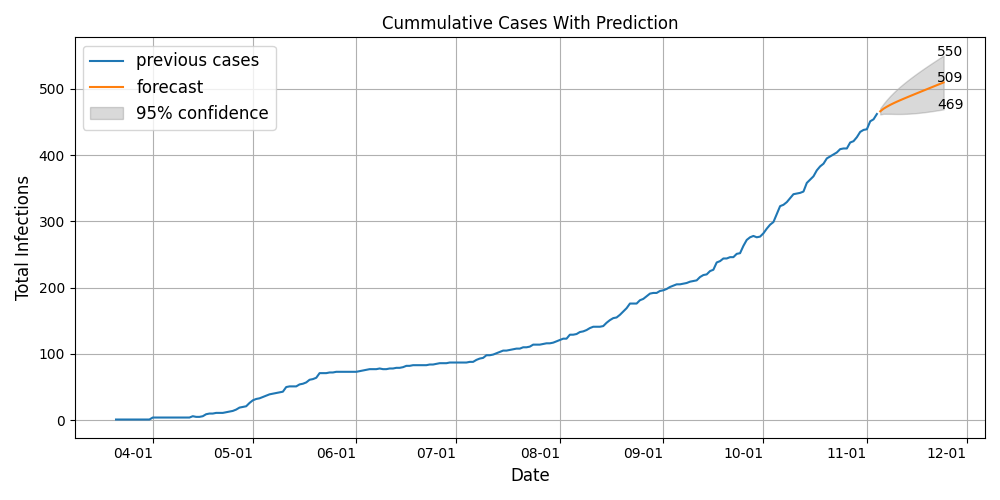 Cummulative Cases With Prediction
previous cases
forecast
95% confidence
550
509
469
500
400
300
200
100
0
Total Infections
04-01 05-01 06-01 07-01 08-01 09-01 10-01 11-01 12-01
Date